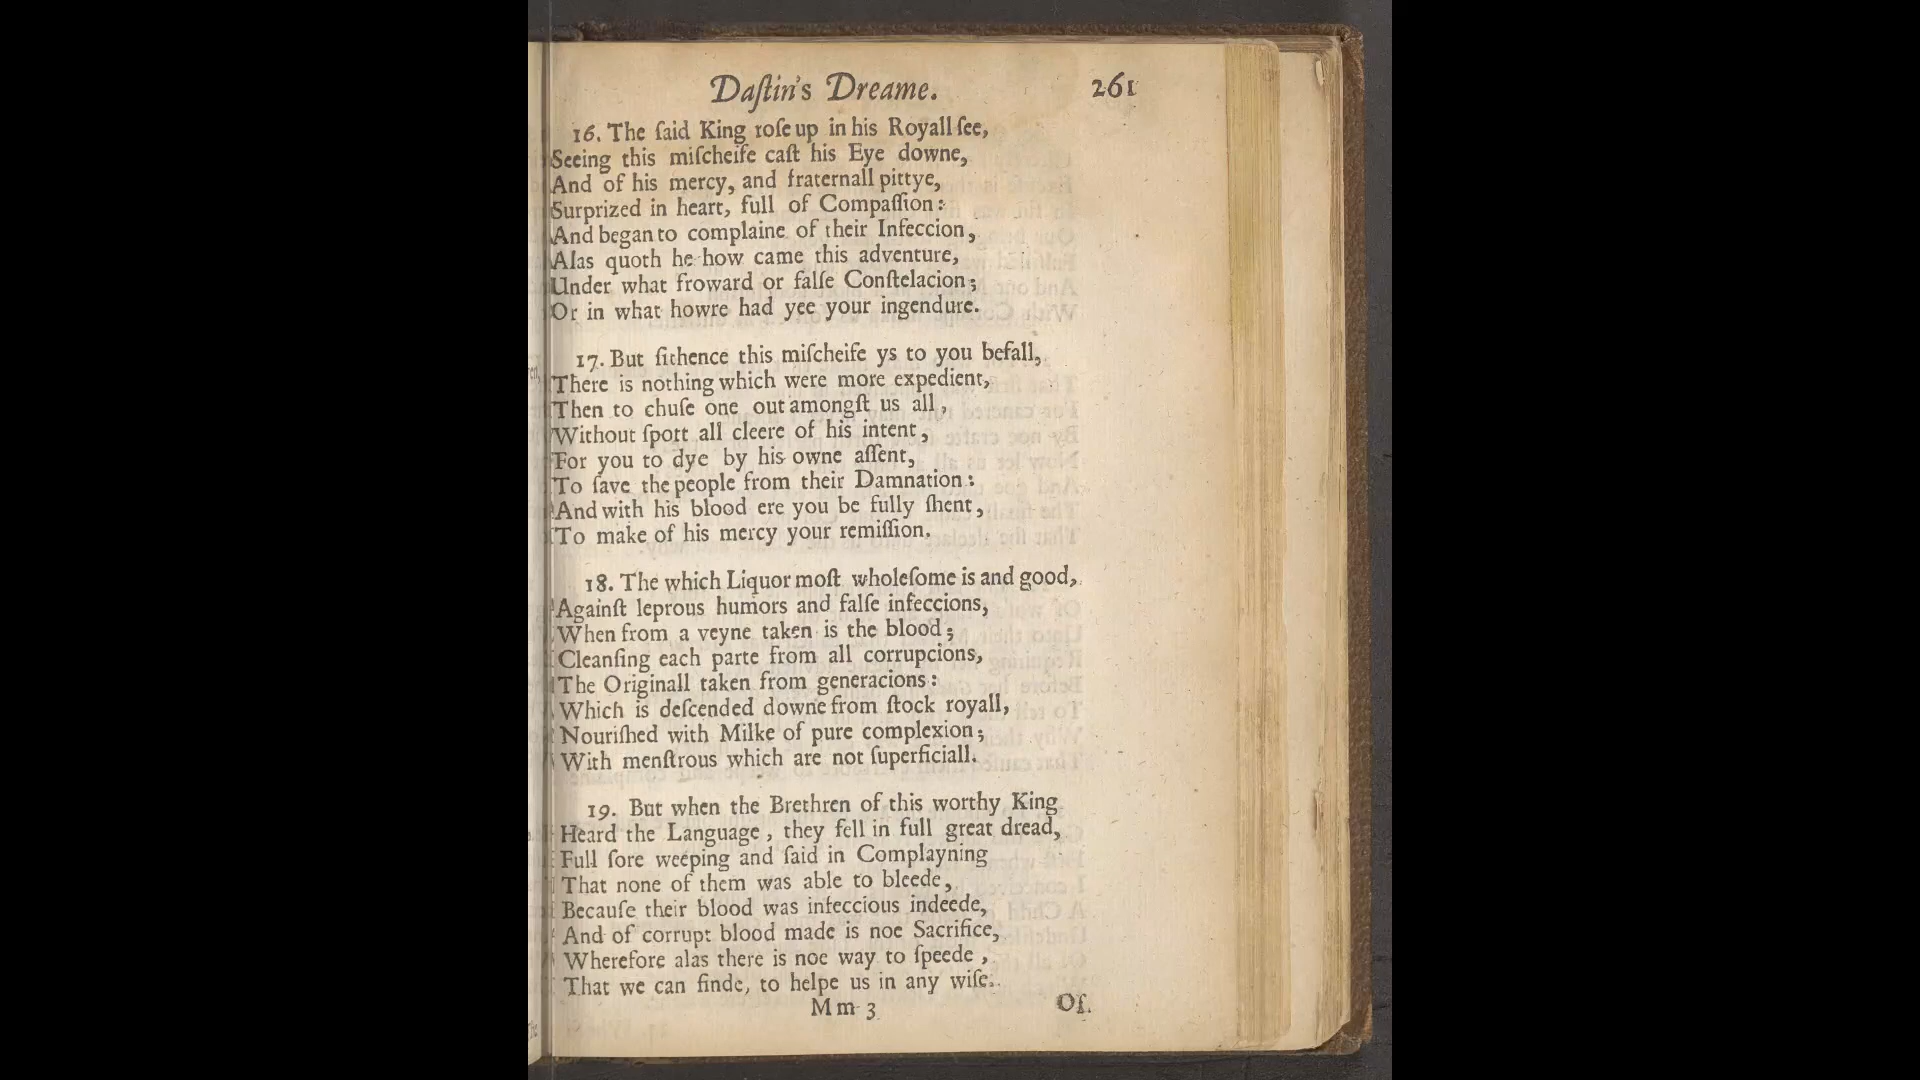 Daſtin's Dreame.
261
16. The ſaid King roſe up in his Royall ſee,
Seeing this miſcheife caſt his Eye downe,
And of his mercy, and fraternall pittye,
Surprized in heart, full of Compaſſion:
And began to complaine of their Infeccion,
Alas quoth he how came this adventure,
Under what froward or falſe Conſtelacion;
Or in what howre had yee your ingendure.
17. But ſithence this miſcheife ys to you befall,
There is nothing which were more expedient,
Then to chuſe one out amongſt us all,
Without ſpott all cleere of his intent,
For you to dye by his owne aſſent,
To ſave the people from their Damnation:
And with his blood ere you be fully ſhent,
To make of his mercy your remiſſion.
18. The which Liquor moſt wholeſome is and good,
Againſt leprous humors and falſe infeccions,
When from a veyne taken is the blood;
Cleanſing each parte from all corrupcions,
The Originall taken from generacions:
Which is deſcended downe from ſtock royall,
Nouriſhed with Milke of pure complexion;
With menſtrous which are not ſuperficiall.
19. But when the Brethren of this worthy King
Heard the Language, they fell in full great dread,
Full ſore weeping and ſaid in Complayning
That none of them was able to bleede,
Becauſe their blood was infeccious indeede,
And of corrupt blood made is noe Sacrifice,
Wherefore alas there is noe way to ſpeede,
That we can finde, to helpe us in any wiſe.
Mm 3
Of